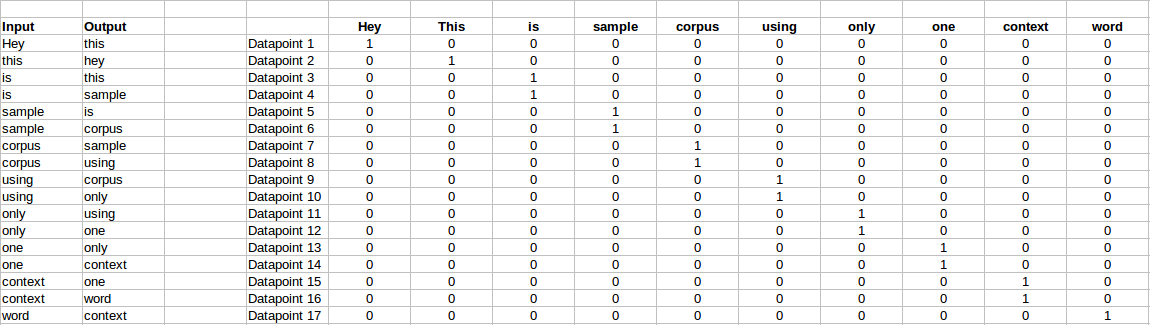 Input Output Hey This is sample corpus using only one context word
Hey this Datapoint 1 1 0 0 0 0 0 0 0 0 0
this hey Datapoint 2 0 1 0 0 0 0 0 0 0 0
is this Datapoint 3 0 0 1 0 0 0 0 0 0 0
is sample Datapoint 4 0 0 1 0 0 0 0 0 0 0
sample is Datapoint 5 0 0 0 1 0 0 0 0 0 0
sample corpus Datapoint 6 0 0 0 1 0 0 0 0 0 0
corpus sample Datapoint 7 0 0 0 0 1 0 0 0 0 0
corpus using Datapoint 8 0 0 0 0 1 0 0 0 0 0
using corpus Datapoint 9 0 0 0 0 0 1 0 0 0 0
using only Datapoint 10 0 0 0 0 0 1 0 0 0 0
only using Datapoint 11 0 0 0 0 0 0 1 0 0 0
only one Datapoint 12 0 0 0 0 0 0 1 0 0 0
one only Datapoint 13 0 0 0 0 0 0 0 1 0 0
one context Datapoint 14 0 0 0 0 0 0 0 1 0 0
context one Datapoint 15 0 0 0 0 0 0 0 0 1 0
context word Datapoint 16 0 0 0 0 0 0 0 0 1 0
word context Datapoint 17 0 0 0 0 0 0 0 0 0 1